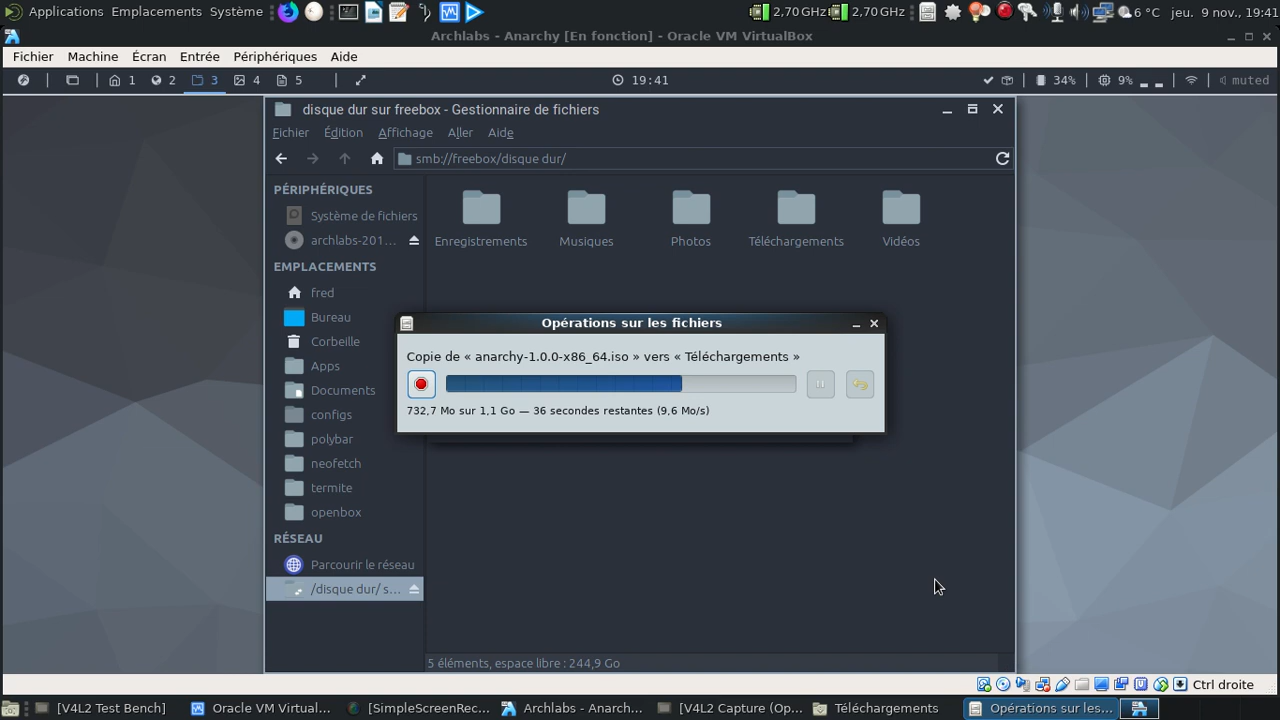 Applications Emplacements Système 2,70 GHz 2,70 GHz 6 °C jeu. 9 nov., 19:41
Archlabs - Anarchy [En fonction] - Oracle VM VirtualBox
Fichier Machine Écran Entrée Périphériques Aide
1 2 3 4 5 19:41 34% 9% muted
disque dur sur freebox - Gestionnaire de fichiers
Fichier Édition Affichage Aller Aide
smb://freebox/disque dur/
PÉRIPHÉRIQUES
Système de fichiers
archlabs-201...
EMPLACEMENTS
fred
Bureau
Corbeille
Apps
Documents
configs
polybar
neofetch
termite
openbox
RÉSEAU
Parcourir le réseau
/disque dur/ s...
Enregistrements Musiques Photos Téléchargements Vidéos
Opérations sur les fichiers
Copie de « anarchy-1.0.0-x86_64.iso » vers « Téléchargements »
732,7 Mo sur 1,1 Go — 36 secondes restantes (9,6 Mo/s)
5 éléments, espace libre : 244,9 Go
Ctrl droite
[V4L2 Test Bench] Oracle VM Virtual... [SimpleScreenRec... Archlabs - Anarch... [V4L2 Capture (Op... Téléchargements Opérations sur les...